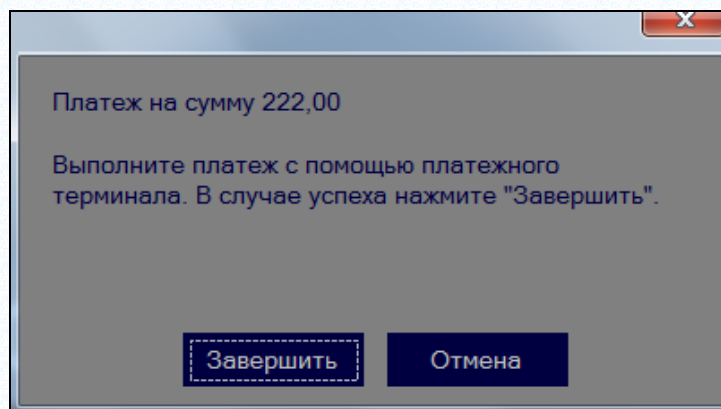 Платеж на сумму 222,00
Выполните платеж с помощью платежного
терминала. В случае успеха нажмите "Завершить".
Завершить
Отмена